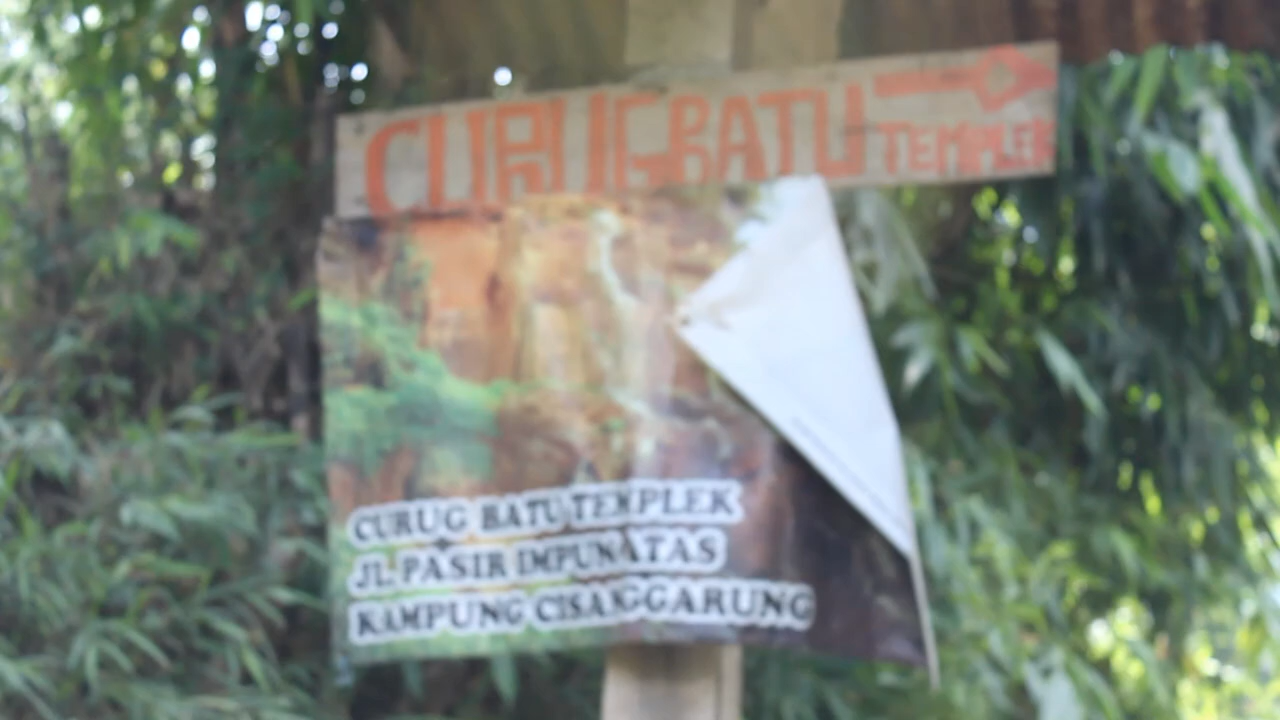 CURUG BATU TEMPLEK
CURUG BATU TEMPLEK
JL. PASIR IMPUN ATAS
KAMPUNG CISANGGARUNG